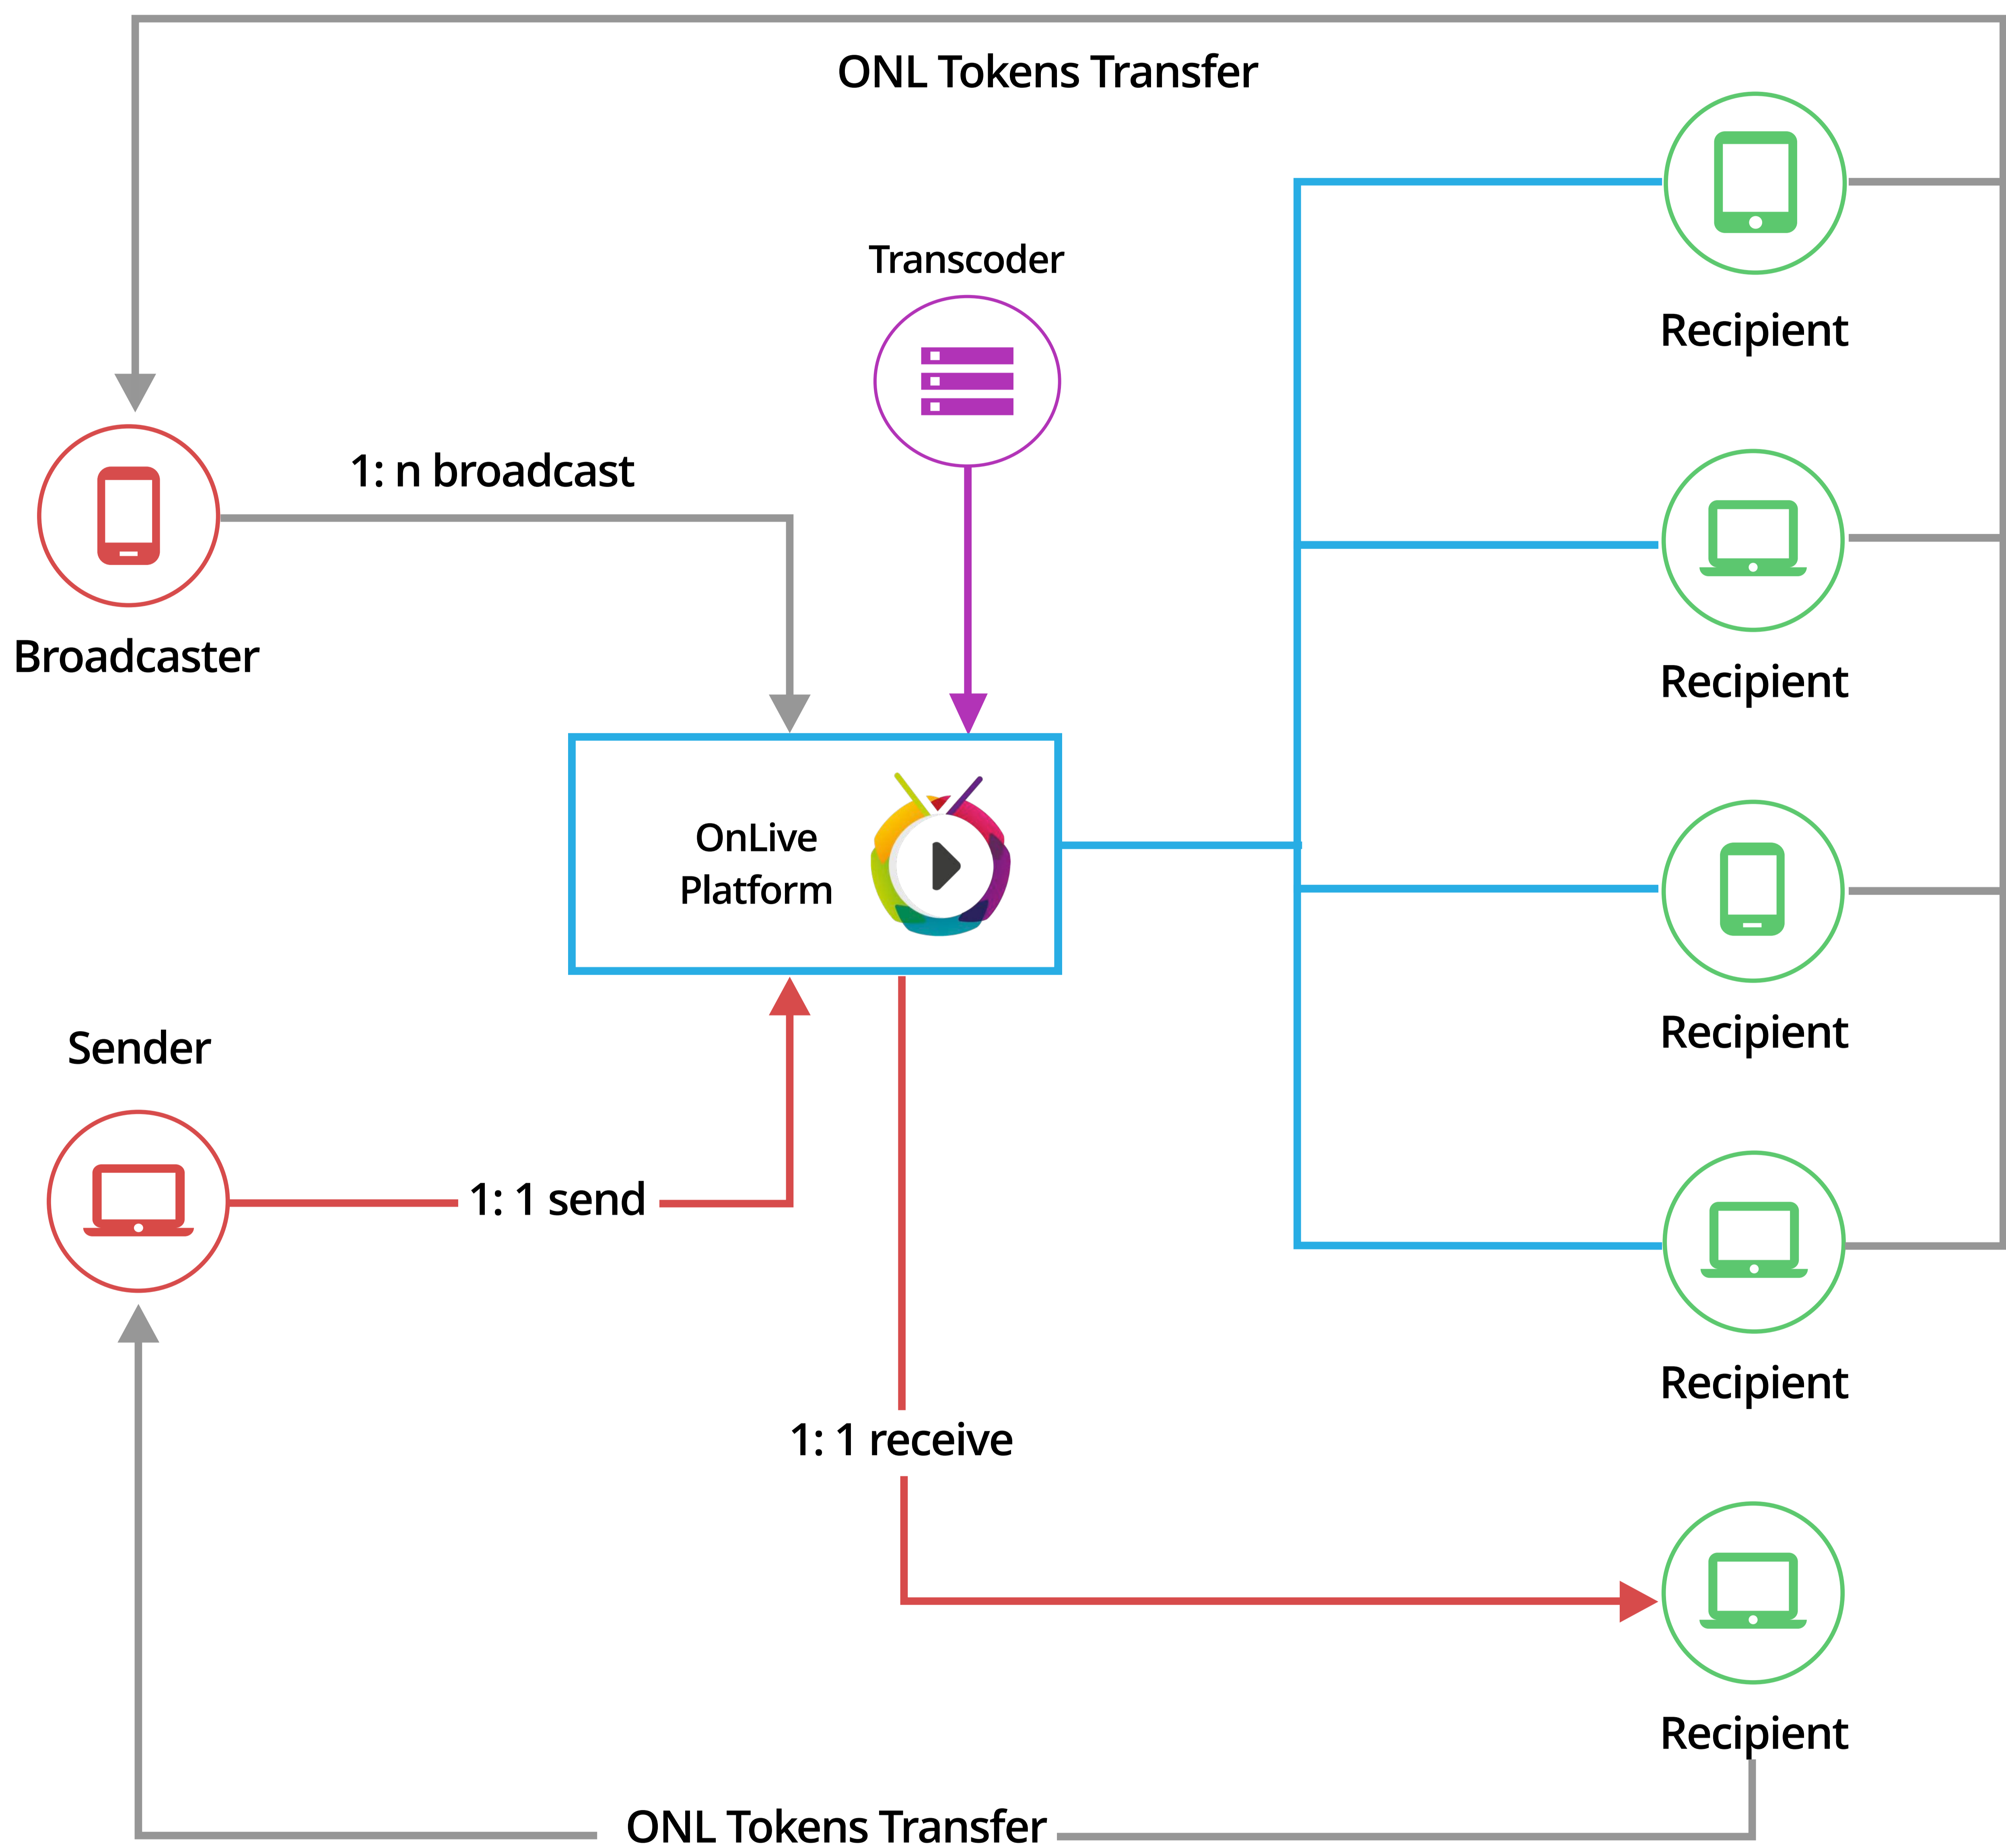 ONL Tokens Transfer
Transcoder
Recipient
1: n broadcast
Broadcaster
Recipient
OnLive
Platform
Sender
Recipient
1: 1 send
Recipient
1: 1 receive
Recipient
ONL Tokens Transfer